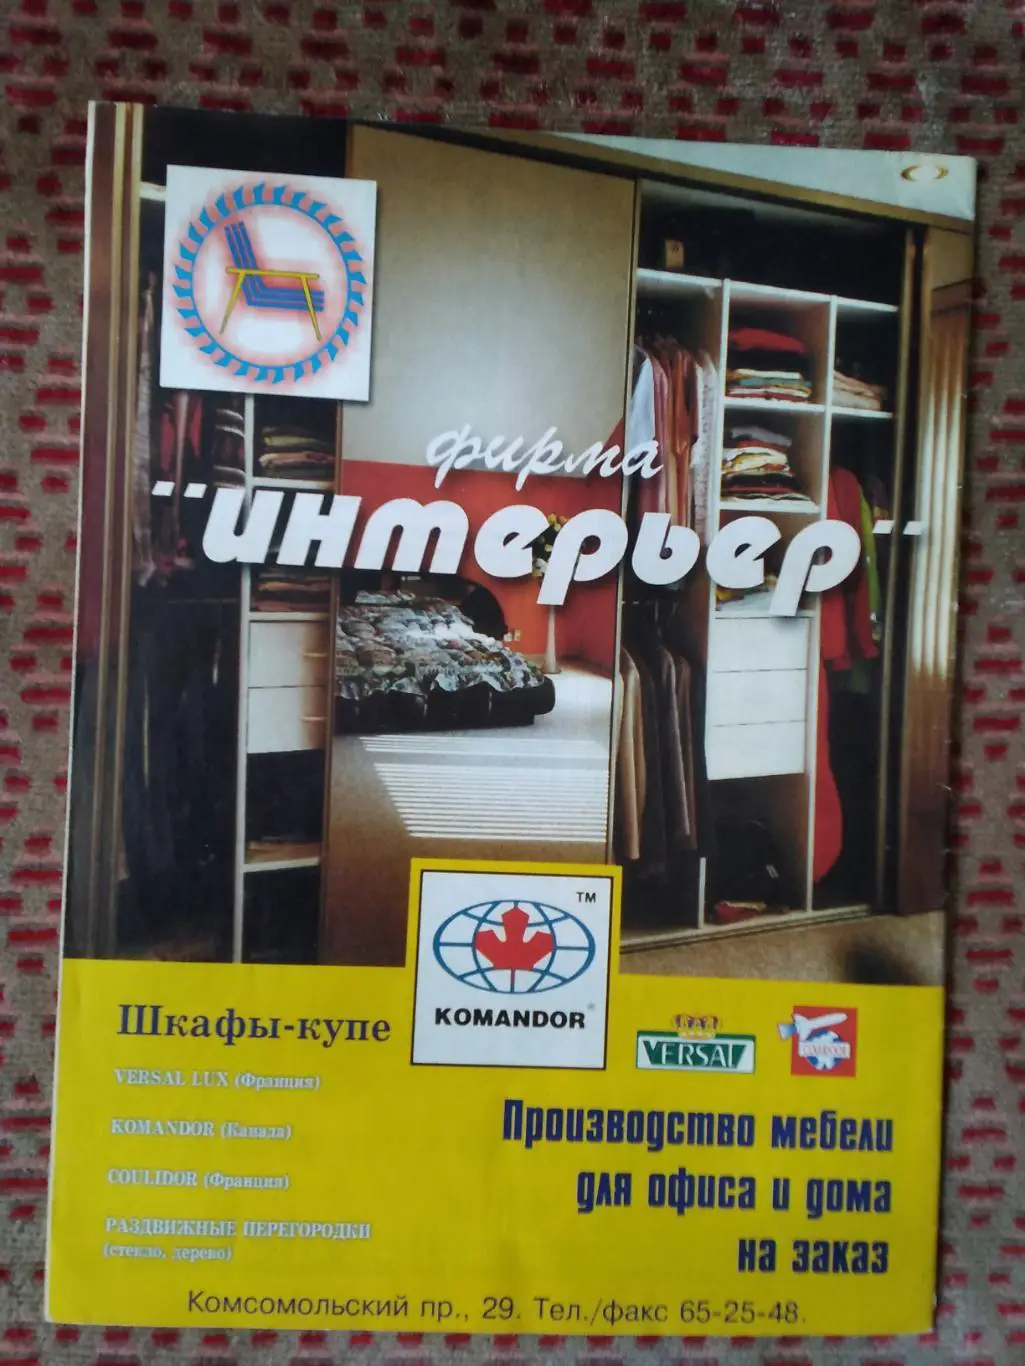 фирма
"интерьер"
TM
KOMANDOR®
VERSAL
COULIDOR
Шкафы-купе
VERSAL LUX (Франция)
KOMANDOR (Канада)
COULIDOR (Франция)
РАЗДВИЖНЫЕ ПЕРЕГОРОДКИ
(стекло, дерево)
Производство мебели
для офиса и дома
на заказ
Комсомольский пр., 29. Тел./факс 65-25-48.